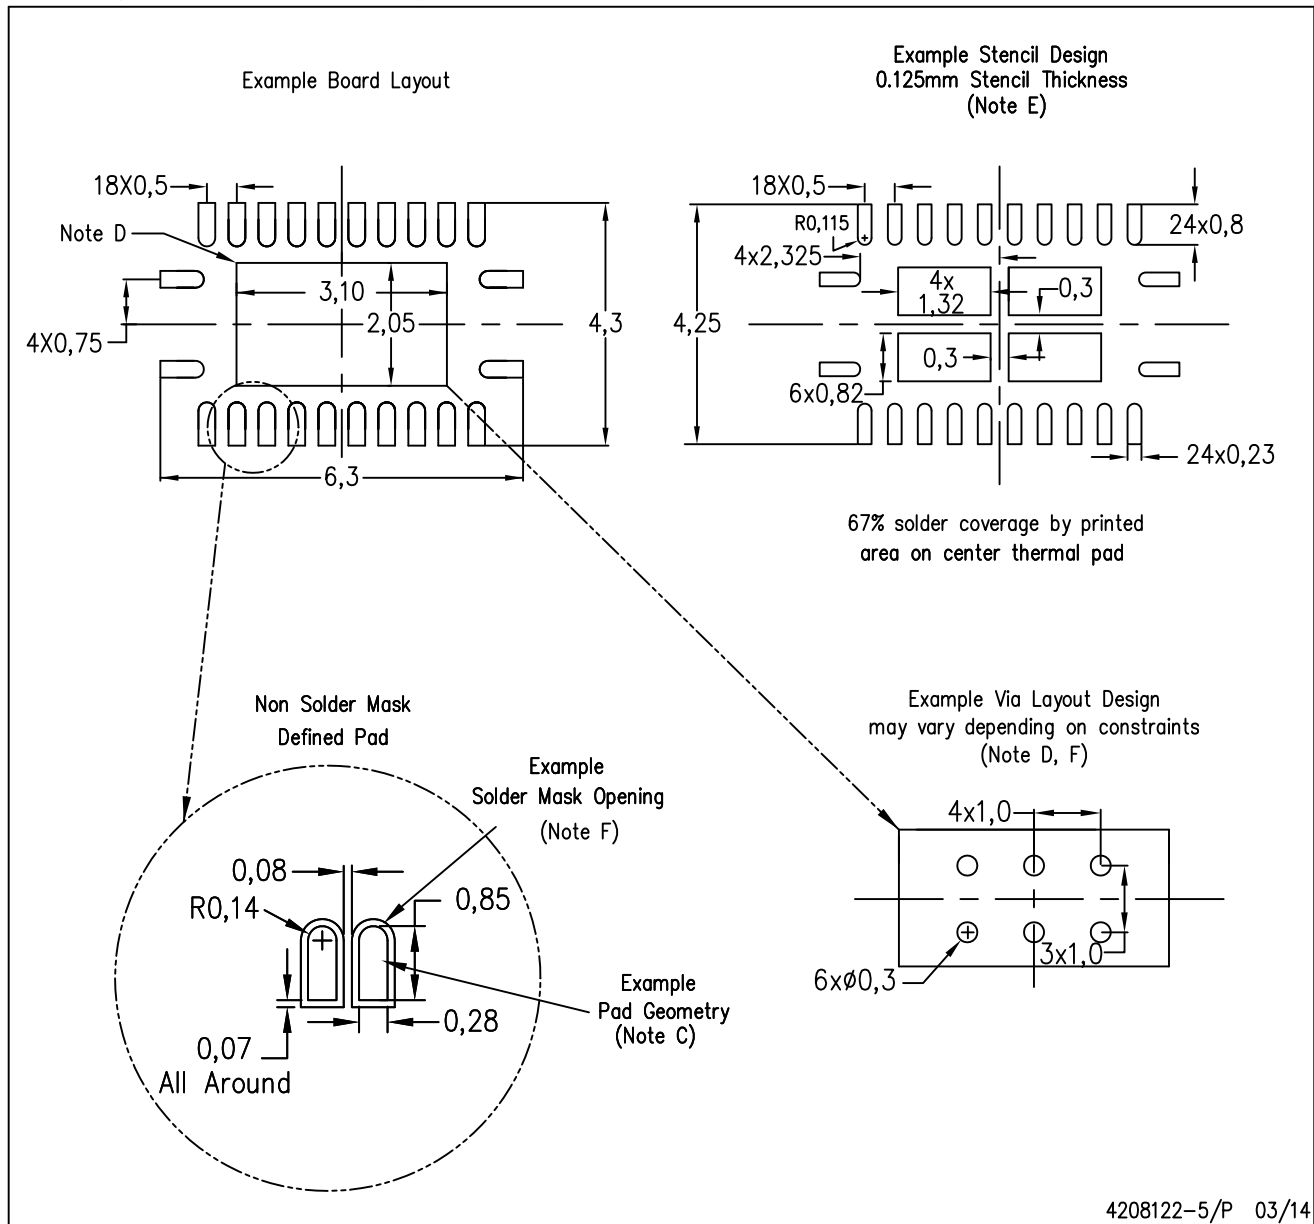 Example Board Layout
Example Stencil Design
0.125mm Stencil Thickness
(Note E)
18X0,5
Note D
3,10
2,05
4,3
4X0,75
6,3
18X0,5
R0,115
4x2,325
24x0,8
4x
1,32
0,3
4,25
0,3
6x0,82
24x0,23
67% solder coverage by printed
area on center thermal pad
Non Solder Mask
Defined Pad
Example
Solder Mask Opening
(Note F)
0,08
R0,14
0,85
Example
Pad Geometry
(Note C)
0,28
0,07
All Around
Example Via Layout Design
may vary depending on constraints
(Note D, F)
4x1,0
3x1,0
6xø0,3
4208122-5/P 03/14